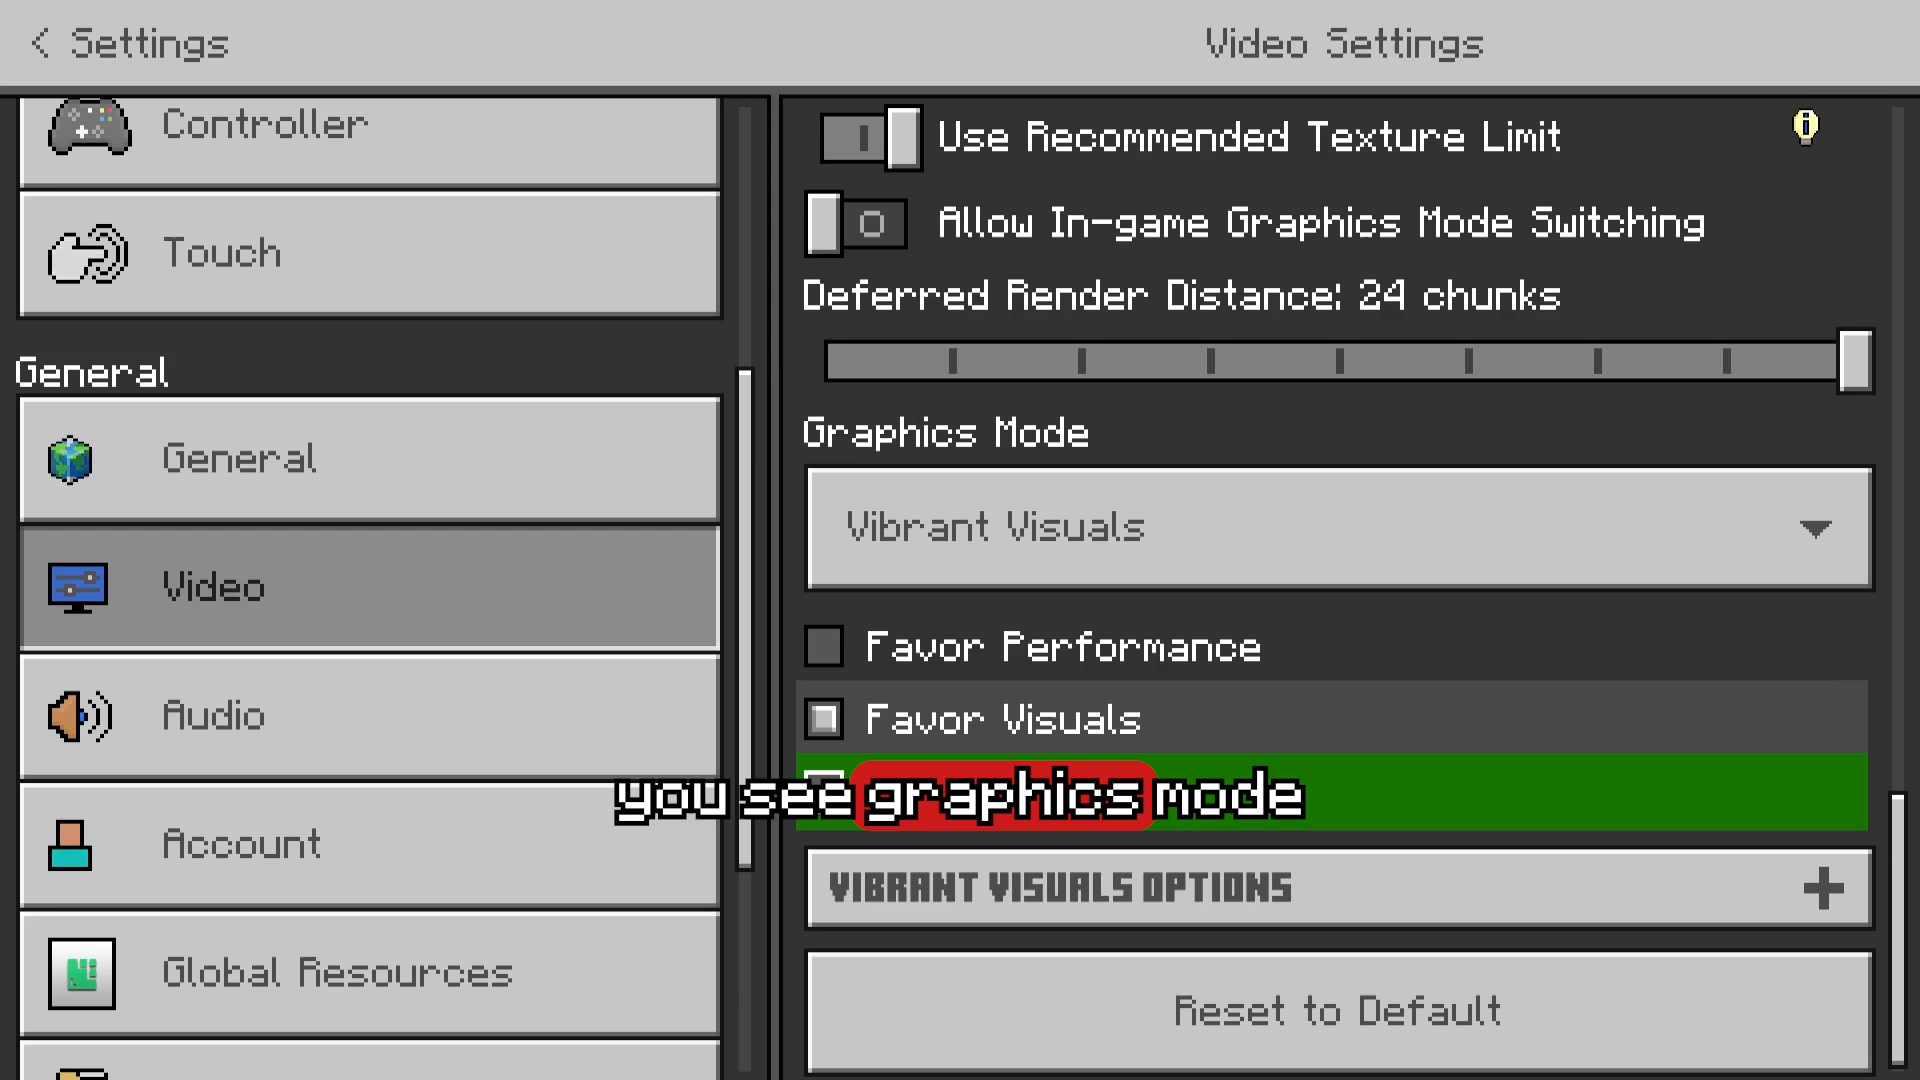 Settings
Video Settings
Controller
Touch
General
General
Video
Audio
Account
Global Resources
Use Recommended Texture Limit
Allow In-game Graphics Mode Switching
Deferred Render Distance: 24 chunks
Graphics Mode
Vibrant Visuals
Favor Performance
Favor Visuals
you see graphics mode
VIBRANT VISUALS OPTIONS
Reset to Default